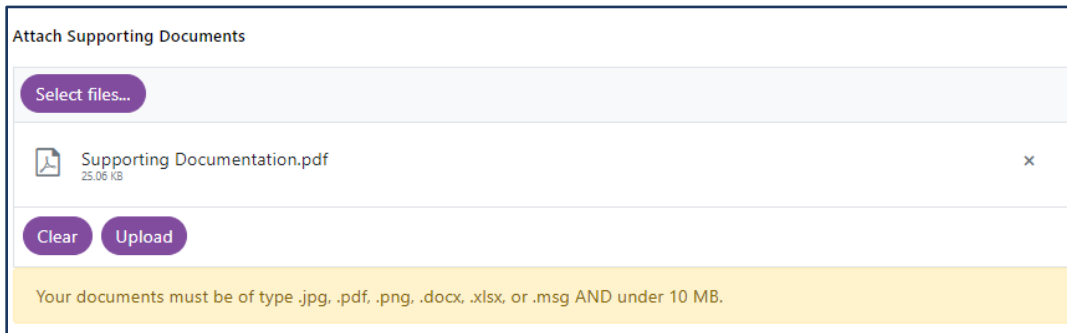 Attach Supporting Documents
Select files...
Supporting Documentation.pdf
25.06 KB
Clear Upload
Your documents must be of type .jpg, .pdf, .png, .docx, .xlsx, or .msg AND under 10 MB.